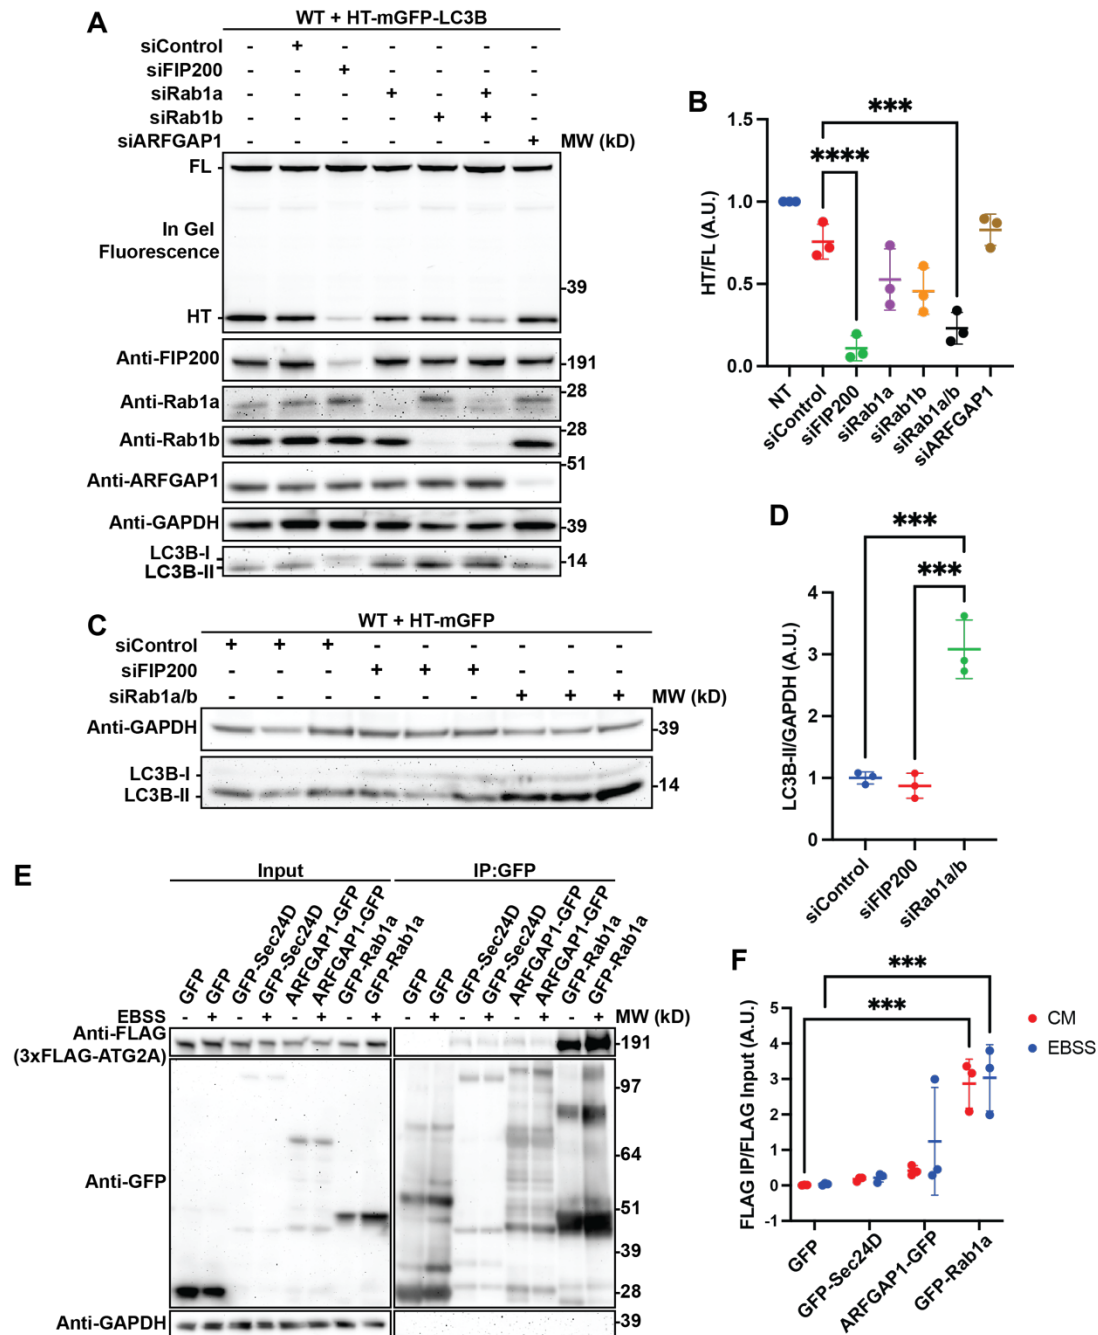 A
WT + HT-mGFP-LC3B
siControl - + - - - - -
siFIP200 - - + - - - -
siRab1a - - - + - + -
siRab1b - - - - + + -
siARFGAP1 - - - - - - + MW (kD)
FL
In Gel
Fluorescence
-39
HT
Anti-FIP200 -191
Anti-Rab1a -28
Anti-Rab1b -28
-51
Anti-ARFGAP1
Anti-GAPDH -39
LC3B-I -14
LC3B-II
B
HT/FL (A.U.)
1.5
1.0
0.5
0.0
***
****
NT
siControl
siFIP200
siRab1a
siRab1b
siRab1a/b
siARFGAP1
C
WT + HT-mGFP
siControl + + + - - - - - -
siFIP200 - - - + + + - - -
siRab1a/b - - - - - - + + + MW (kD)
Anti-GAPDH -39
LC3B-I -14
LC3B-II
D
LC3B-II/GAPDH (A.U.)
4
3
2
1
0
***
***
siControl
siFIP200
siRab1a/b
E
Input IP:GFP
GFP GFP GFP-Sec24D GFP-Sec24D ARFGAP1-GFP ARFGAP1-GFP GFP-Rab1a GFP-Rab1a GFP GFP GFP-Sec24D GFP-Sec24D ARFGAP1-GFP ARFGAP1-GFP GFP-Rab1a GFP-Rab1a
EBSS - + - + - + - + - + - + - + - + MW (kD)
Anti-FLAG
(3xFLAG-ATG2A) -191
-97
-64
Anti-GFP
-51
-39
-28
Anti-GAPDH -39
F
FLAG IP/FLAG Input (A.U.)
5
4
3
2
1
0
-1
***
***
CM
EBSS
GFP
GFP-Sec24D
ARFGAP1-GFP
GFP-Rab1a